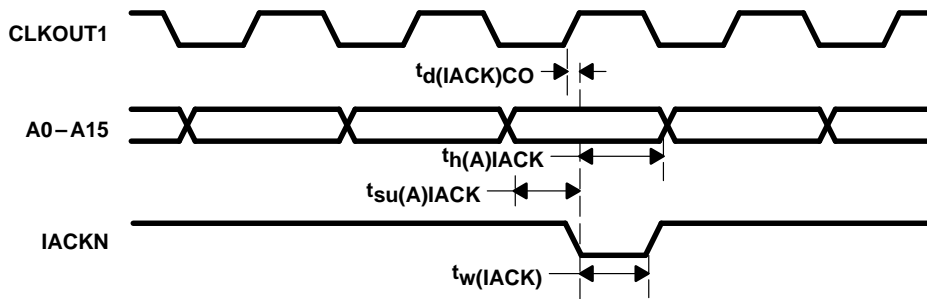 CLKOUT1
td(IACK)CO
A0–A15
th(A)IACK
tsu(A)IACK
IACKN
tw(IACK)